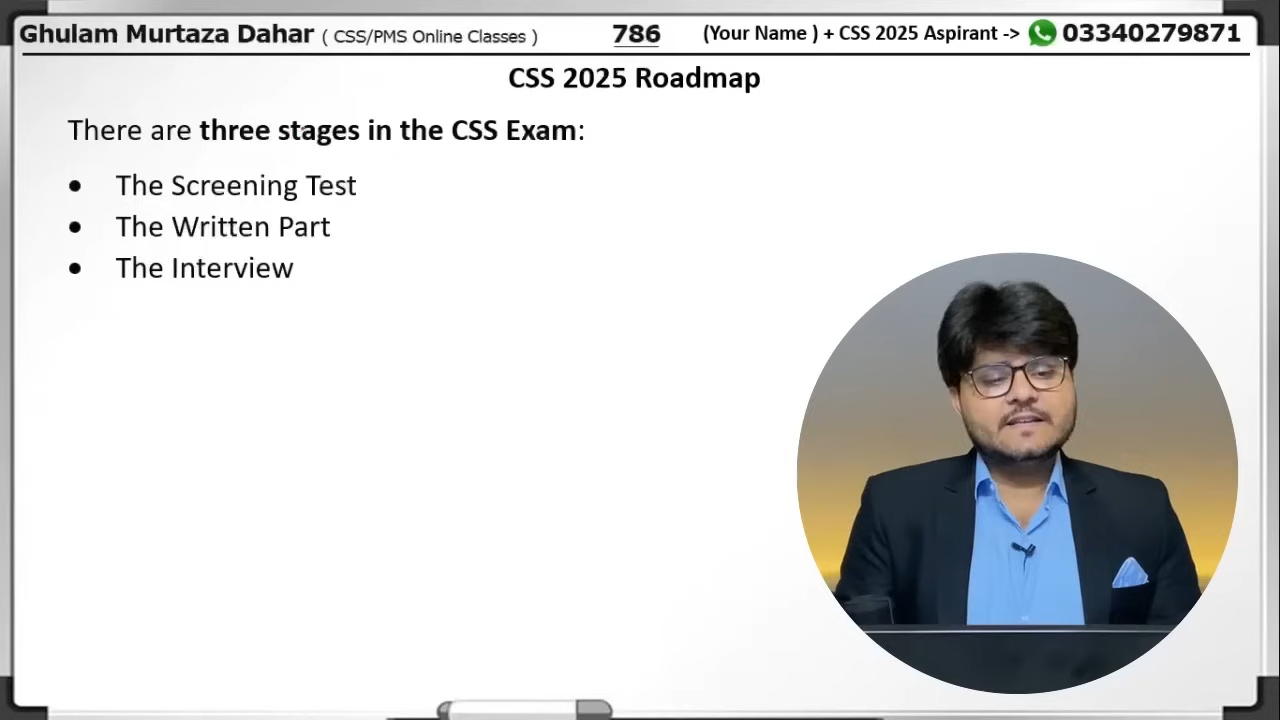 Ghulam Murtaza Dahar ( CSS/PMS Online Classes ) 786 (Your Name ) + CSS 2025 Aspirant -> 03340279871
CSS 2025 Roadmap
There are three stages in the CSS Exam:
• The Screening Test
• The Written Part
• The Interview